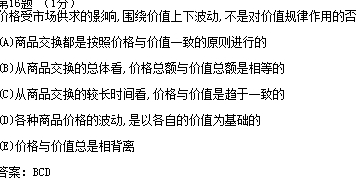 第16题 （1分）
价格受市场供求的影响,围绕价值上下波动,不是对价值规律作用的否
(A)商品交换都是按照价格与价值一致的原则进行的
(B)从商品交换的总体看,价格总额与价值总额是相等的
(C)从商品交换的较长时间看,价格与价值是趋于一致的
(D)各种商品价格的波动,是以各自的价值为基础的
(E)价格与价值总是相背离
答案: BCD